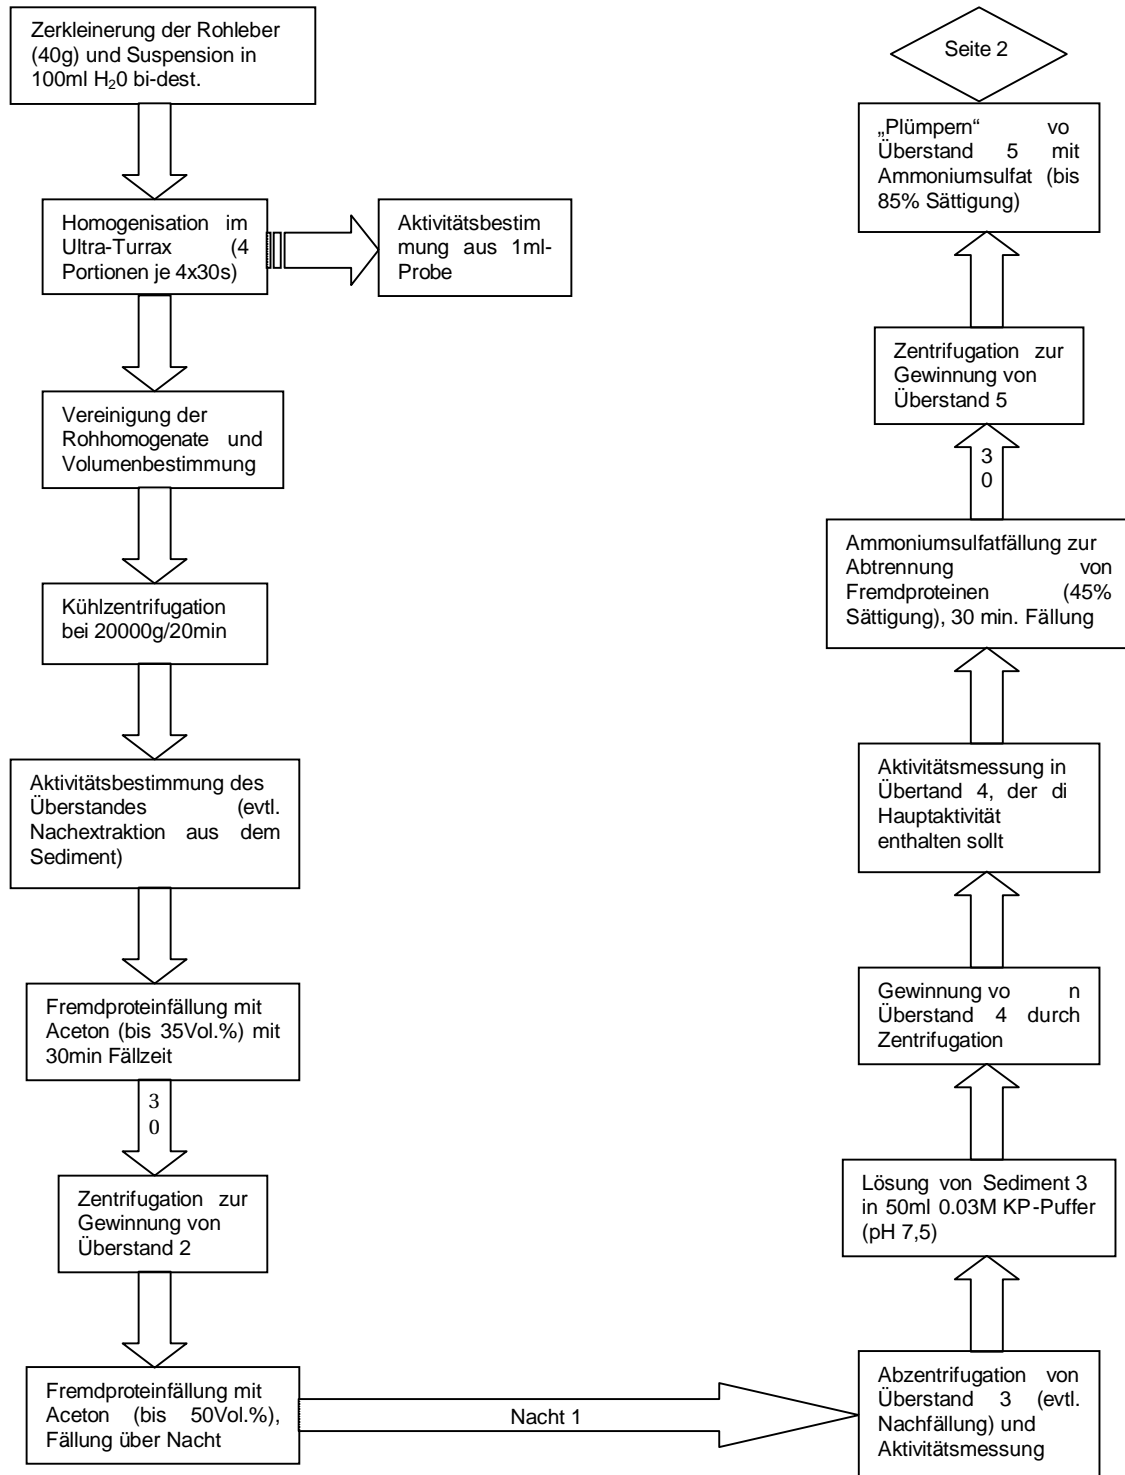 Zerkleinerung der Rohleber
(40g) und Suspension in
100ml H₂0 bi-dest.
Homogenisation im
Ultra-Turrax (4
Portionen je 4x30s)
Aktivitätsbestim
mung aus 1ml-
Probe
Vereinigung der
Rohhomogenate und
Volumenbestimmung
Kühlzentrifugation
bei 20000g/20min
Aktivitätsbestimmung des
Überstandes (evtl.
Nachextraktion aus dem
Sediment)
Fremdproteinfällung mit
Aceton (bis 35Vol.%) mit
30min Fällzeit
3
0
Zentrifugation zur
Gewinnung von
Überstand 2
Fremdproteinfällung mit
Aceton (bis 50Vol.%),
Fällung über Nacht
Nacht 1
Abzentrifugation von
Überstand 3 (evtl.
Nachfällung) und
Aktivitätsmessung
Lösung von Sediment 3
in 50ml 0.03M KP-Puffer
(pH 7,5)
Gewinnung vo n
Überstand 4 durch
Zentrifugation
Aktivitätsmessung in
Übertand 4, der di
Hauptaktivität
enthalten sollt
Ammoniumsulfatfällung zur
Abtrennung von
Fremdproteinen (45%
Sättigung), 30 min. Fällung
3
0
Zentrifugation zur
Gewinnung von
Überstand 5
„Plümpern“ vo
Überstand 5 mit
Ammoniumsulfat (bis
85% Sättigung)
Seite 2